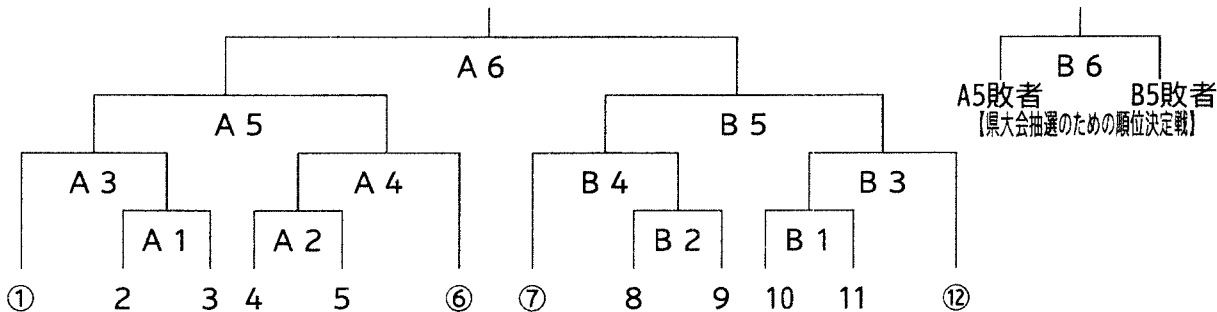 A 6
B 6
A5敗者 B5敗者
【県大会抽選のための順位決定戦】
A 5 B 5
A 3 A 4 B 4 B 3
A 1 A 2 B 2 B 1
① 2 3 4 5 ⑥ ⑦ 8 9 10 11 ⑫